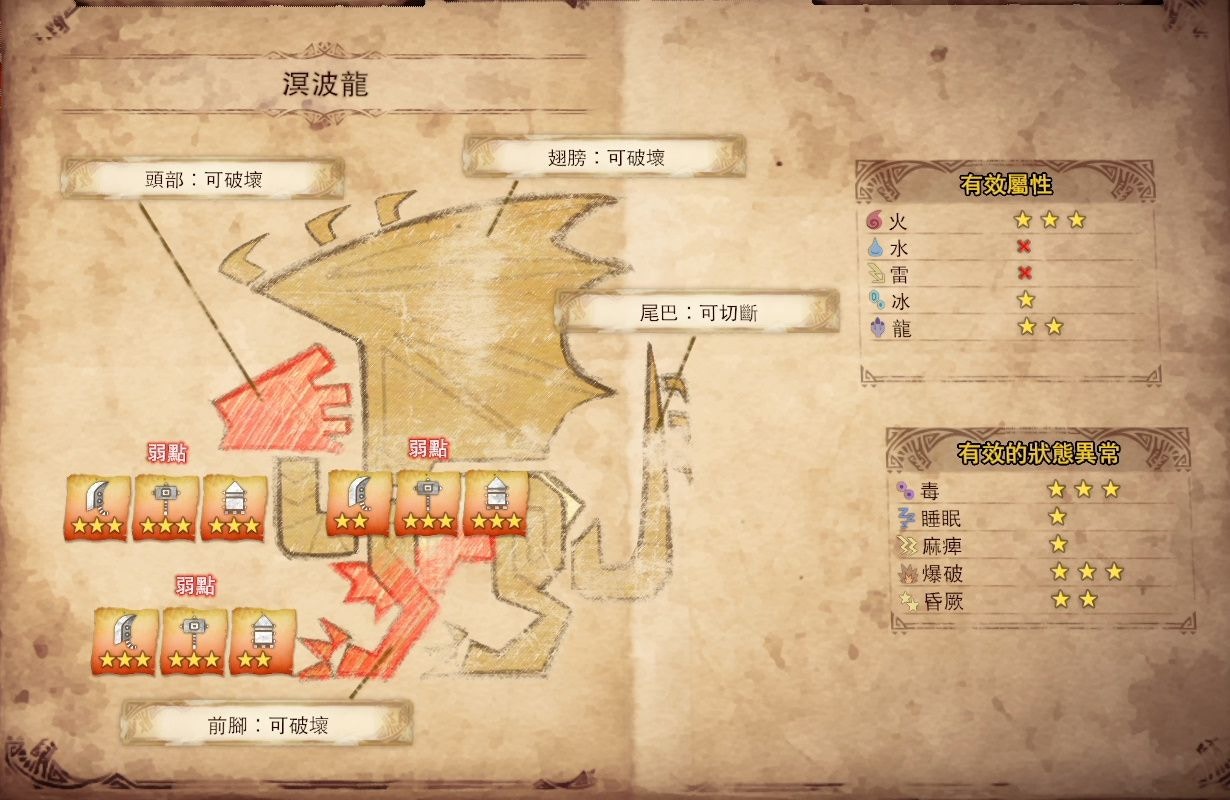 溟波龍
頭部：可破壞
翅膀：可破壞
尾巴：可切斷
弱點
弱點
弱點
前腳：可破壞
有效屬性
火
水
雷
冰
龍
有效的狀態異常
毒
睡眠
麻痺
爆破
昏厥